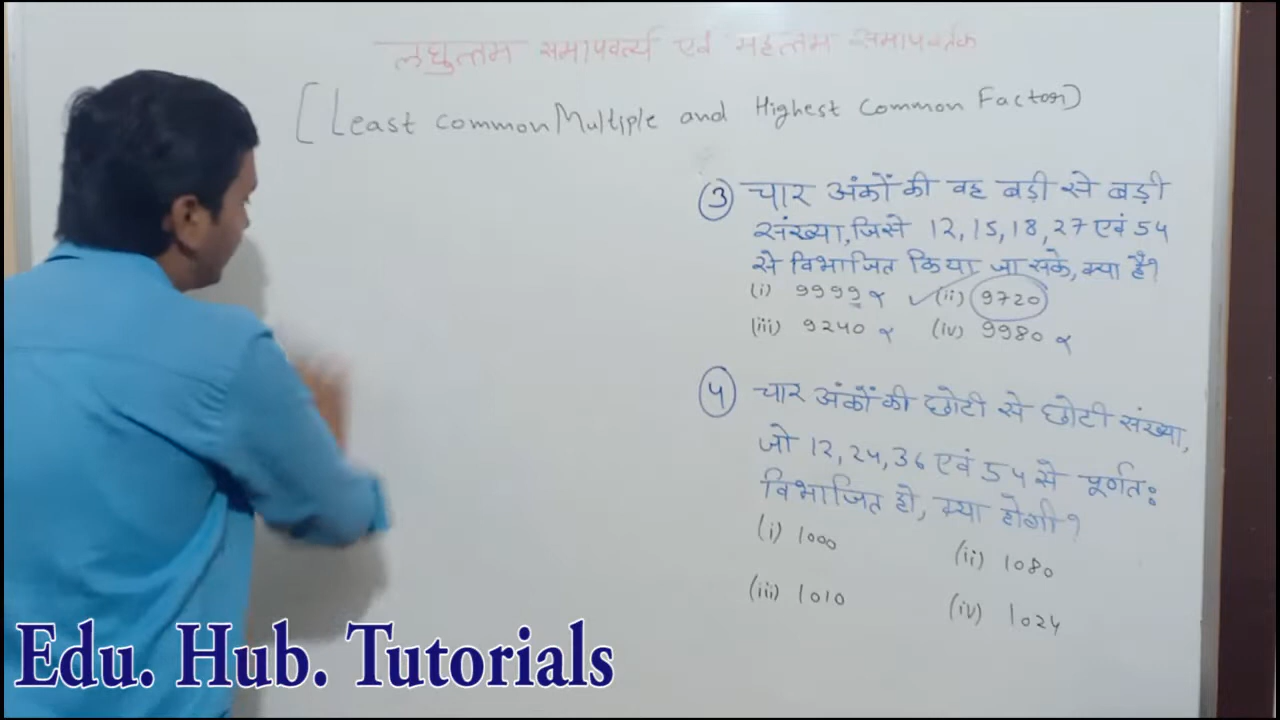 लघुत्तम समापवर्त्य एवं महत्तम समापवर्तक
[Least common Multiple and Highest Common Factor)
③ चार अंकों की वह बड़ी से बड़ी
संख्या, जिसे 12, 15, 18, 27 एवं 54
से विभाजित किया जा सके, क्या है?
(i) 9999 × ✓ (ii) 9720
(iii) 9240 × (iv) 9980 ×
④ चार अंकों की छोटी से छोटी संख्या,
जो 12, 24, 36 एवं 54 से पूर्णतः
विभाजित हो, क्या होगी?
(i) 1000 (ii) 1080
(iii) 1010 (iv) 1024
Edu. Hub. Tutorials